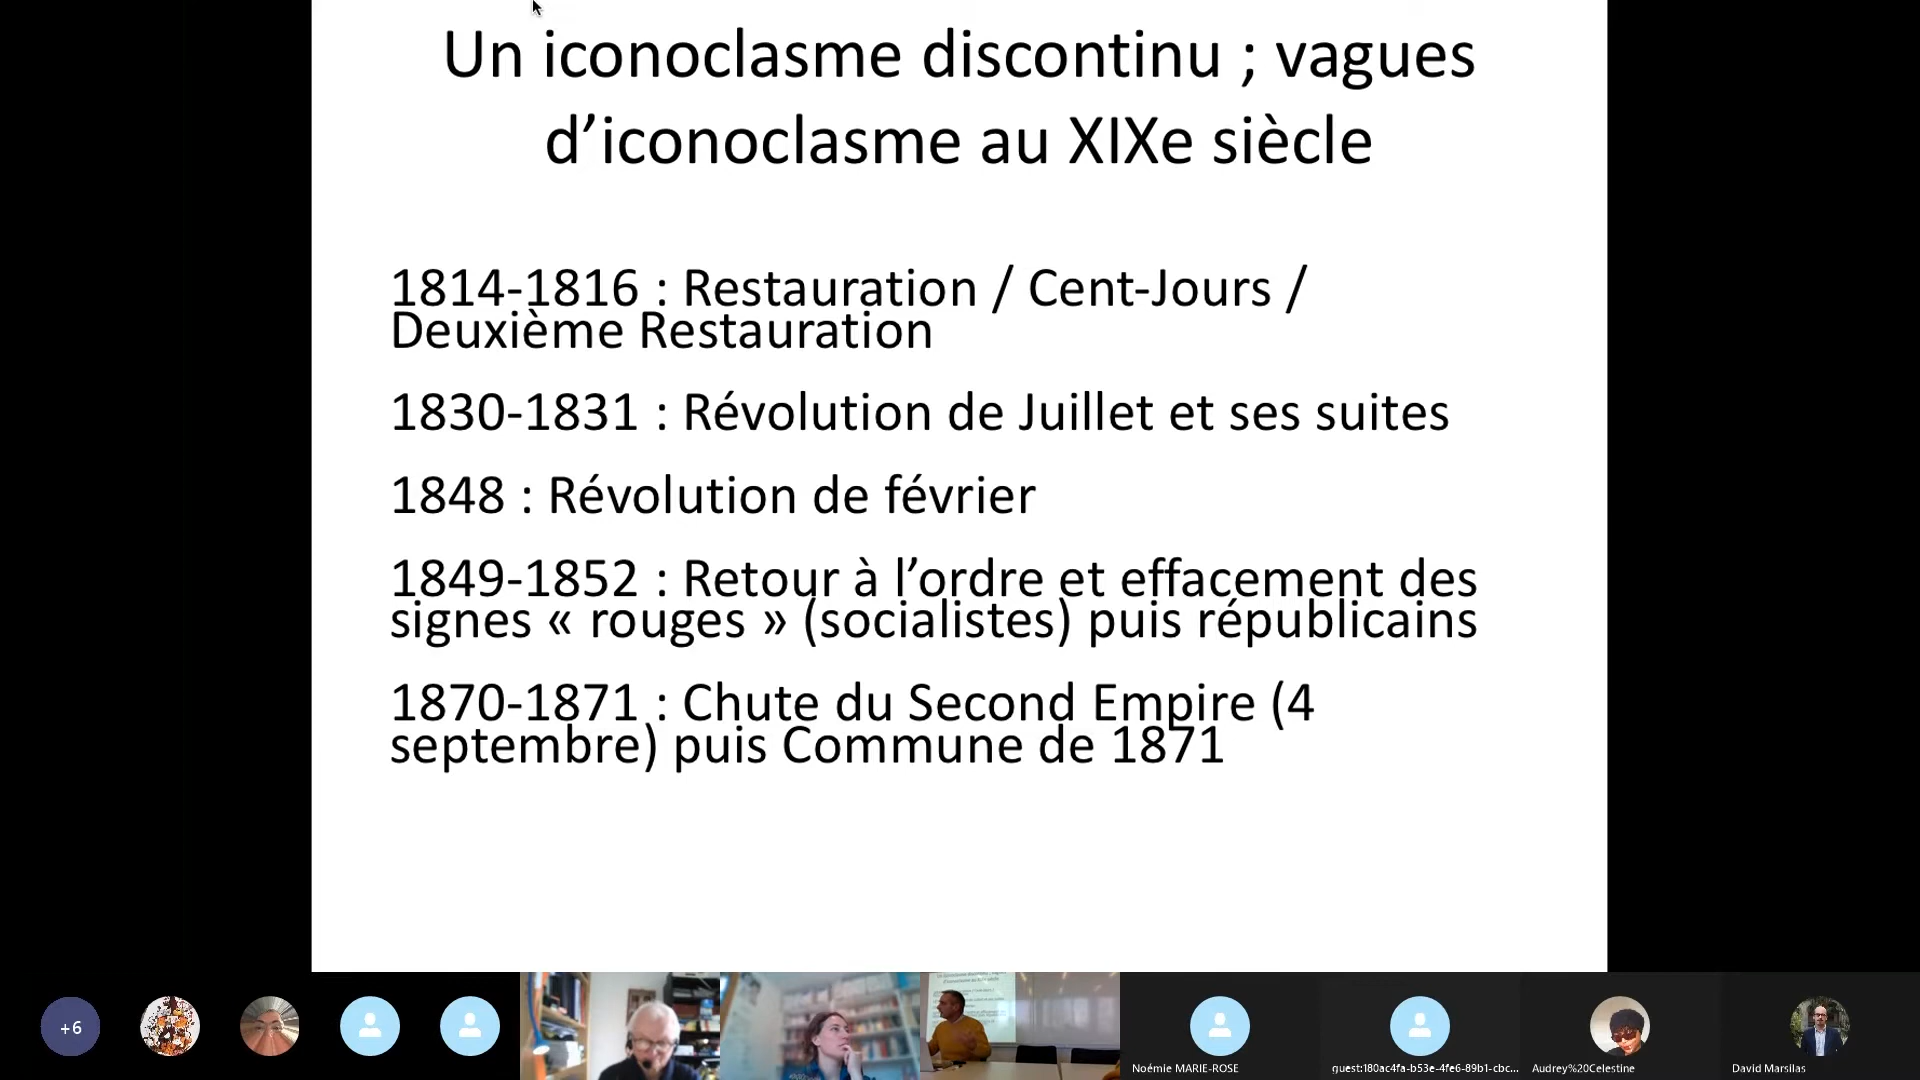 Un iconoclasme discontinu ; vagues
d’iconoclasme au XIXe siècle
1814-1816 : Restauration / Cent-Jours /
Deuxième Restauration
1830-1831 : Révolution de Juillet et ses suites
1848 : Révolution de février
1849-1852 : Retour à l’ordre et effacement des
signes « rouges » (socialistes) puis républicains
1870-1871 : Chute du Second Empire (4
septembre) puis Commune de 1871
+6
Noémie MARIE-ROSE
guest:180ac4fa-b53e-4fe6-89b1-cbc...
Audrey%20Celestine
David Marsilas